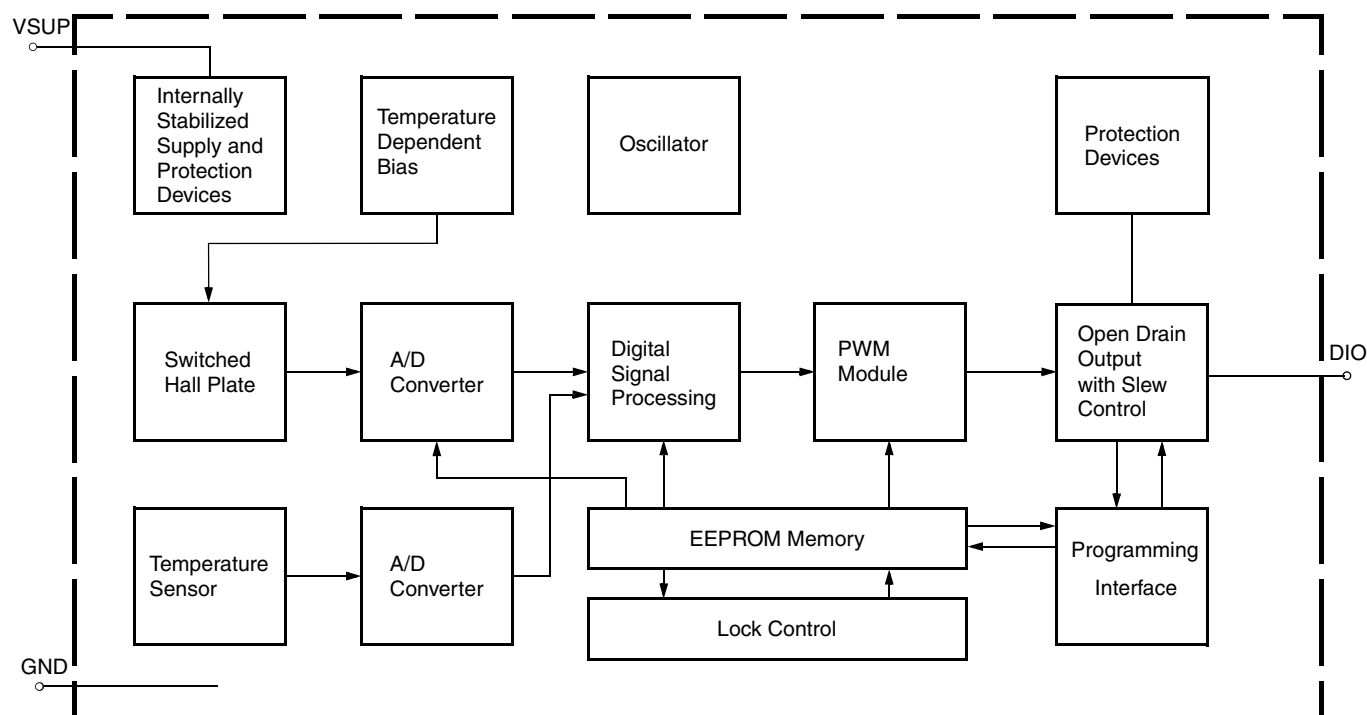 VSUP
Internally
Stabilized
Supply and
Protection
Devices
Temperature
Dependent
Bias
Oscillator
Protection
Devices
Switched
Hall Plate
A/D
Converter
Digital
Signal
Processing
PWM
Module
Open Drain
Output
with Slew
Control
DIO
Temperature
Sensor
A/D
Converter
EEPROM Memory
Lock Control
Programming
Interface
GND